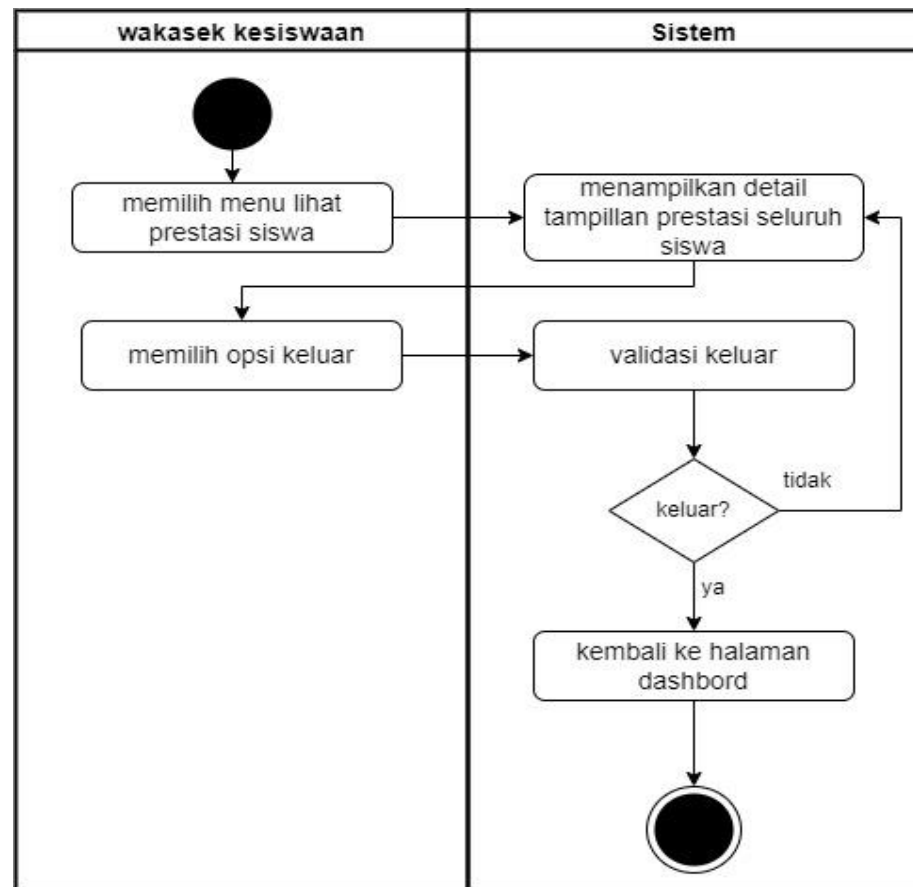 wakasek kesiswaan
Sistem
memilih menu lihat
prestasi siswa
menampilkan detail
tampillan prestasi seluruh
siswa
memilih opsi keluar
validasi keluar
keluar?
tidak
ya
kembali ke halaman
dashbord